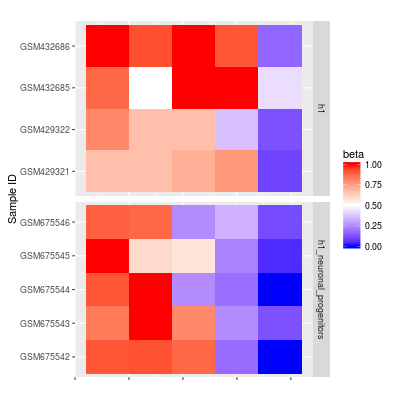 Sample ID
GSM432686
GSM432685
GSM429322
GSM429321
h1
GSM675546
GSM675545
GSM675544
GSM675543
GSM675542
h1_neuronal_progenitors
beta
1.00
0.75
0.50
0.25
0.00